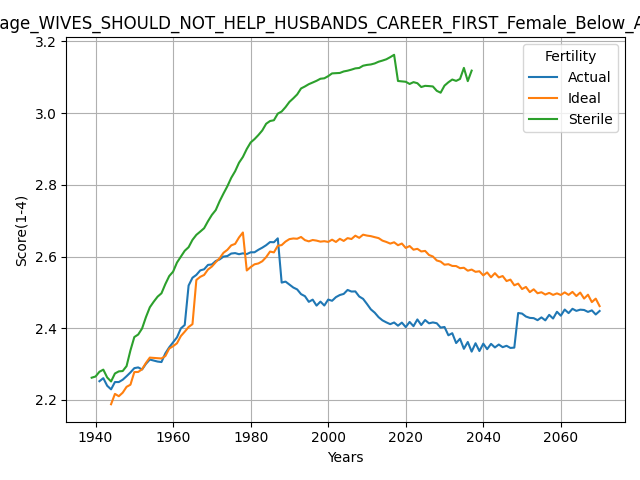 age_WIVES_SHOULD_NOT_HELP_HUSBANDS_CAREER_FIRST_Female_Below_A
3.2
3.0
2.8
2.6
2.4
2.2
Score(1-4)
Fertility
Actual
Ideal
Sterile
1940 1960 1980 2000 2020 2040 2060
Years